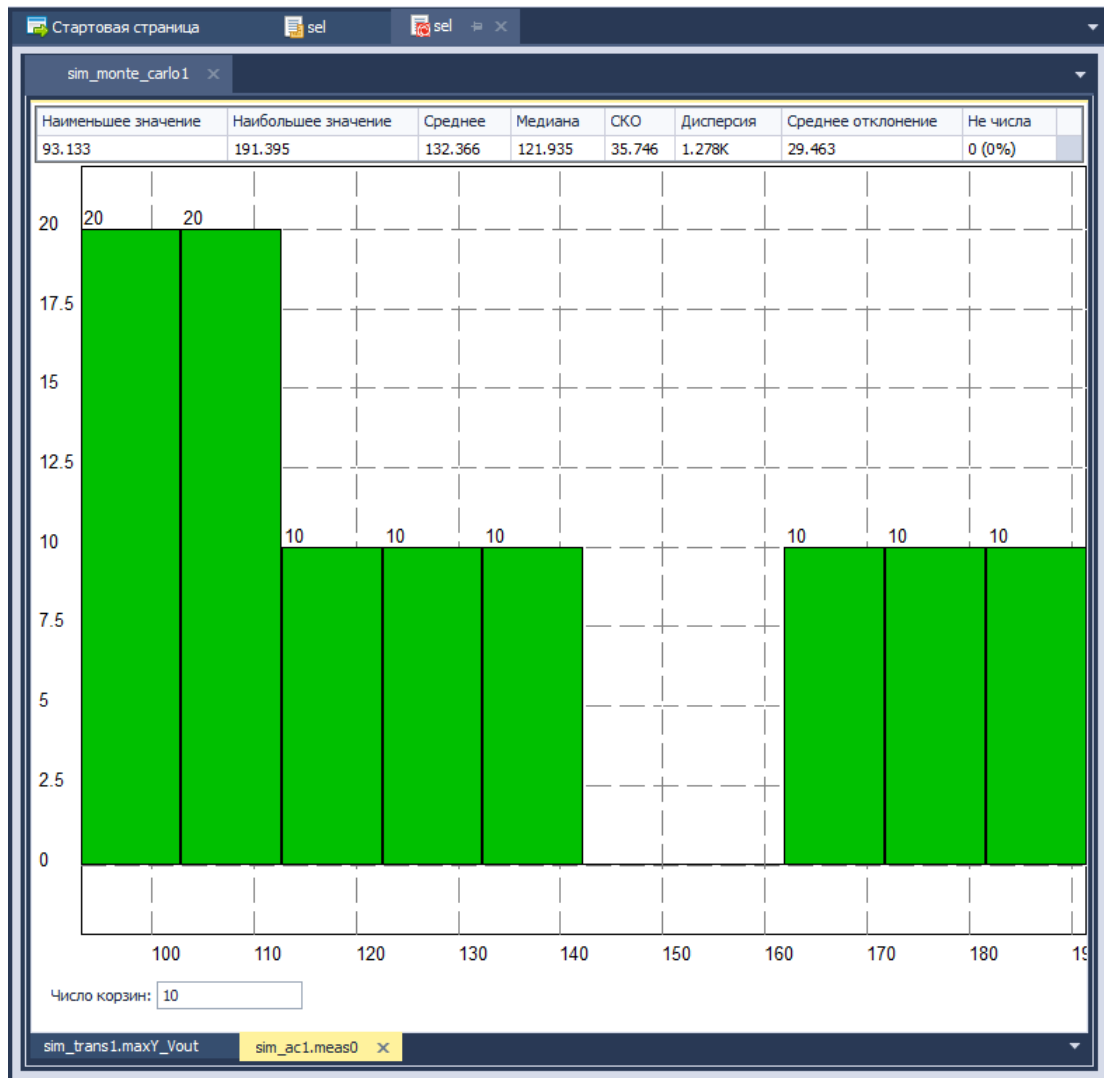 Стартовая страница sel sel
sim_monte_carlo1
Наименьшее значение Наибольшее значение Среднее Медиана СКО Дисперсия Среднее отклонение Не числа
93.133 191.395 132.366 121.935 35.746 1.278K 29.463 0 (0%)
20 20 20
17.5
15
12.5
10 10 10 10 10 10 10
7.5
5
2.5
0
100 110 120 130 140 150 160 170 180 19
Число корзин: 10
sim_trans1.maxY_Vout sim_ac1.meas0